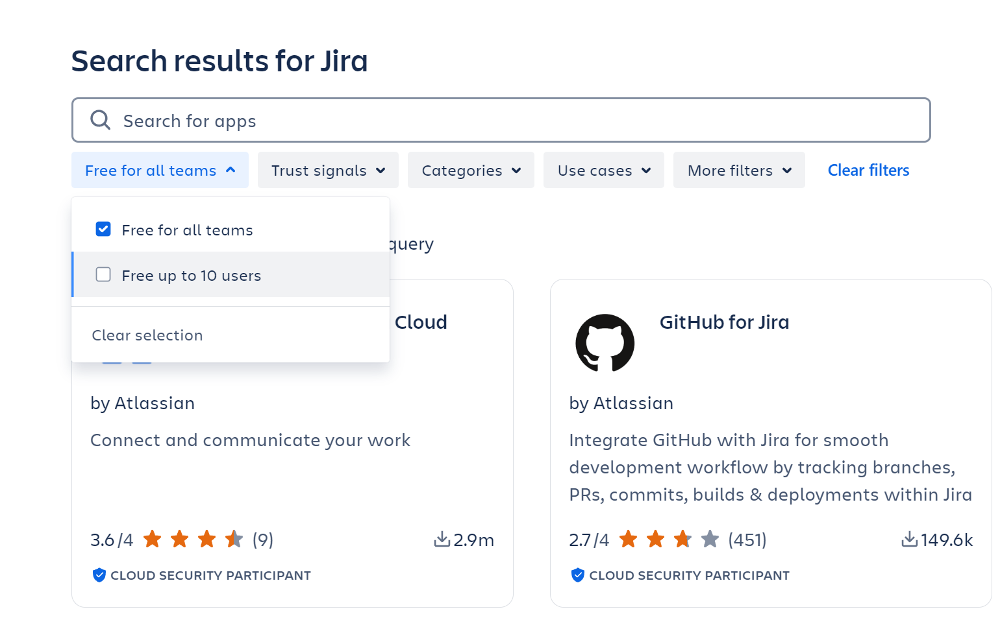 Search results for Jira
Search for apps
Free for all teams
Trust signals
Categories
Use cases
More filters
Clear filters
Free for all teams
Free up to 10 users
Clear selection
query
Cloud
by Atlassian
Connect and communicate your work
3.6/4 (9) 2.9m
CLOUD SECURITY PARTICIPANT
GitHub for Jira
by Atlassian
Integrate GitHub with Jira for smooth
development workflow by tracking branches,
PRs, commits, builds & deployments within Jira
2.7/4 (451) 149.6k
CLOUD SECURITY PARTICIPANT